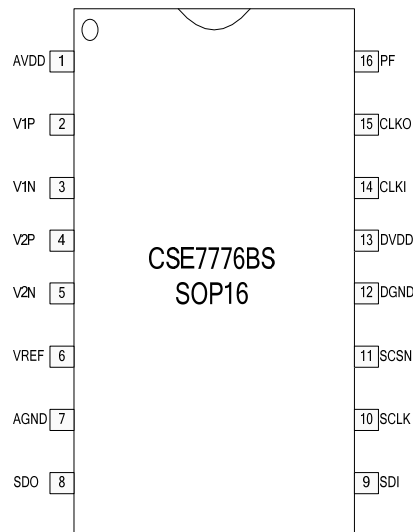 AVDD 1
16 PF
V1P 2
15 CLKO
V1N 3
14 CLKI
V2P 4
13 DVDD
CSE7776BS
SOP16
V2N 5
12 DGND
VREF 6
11 SCSN
AGND 7
10 SCLK
SDO 8
9 SDI